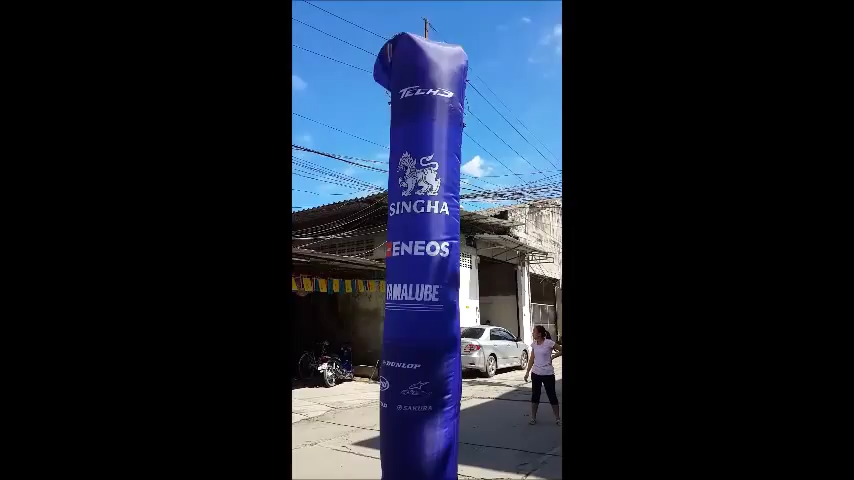 TECH3
SINGHA
ENEOS
YAMALUBE
DUNLOP
SAKURA